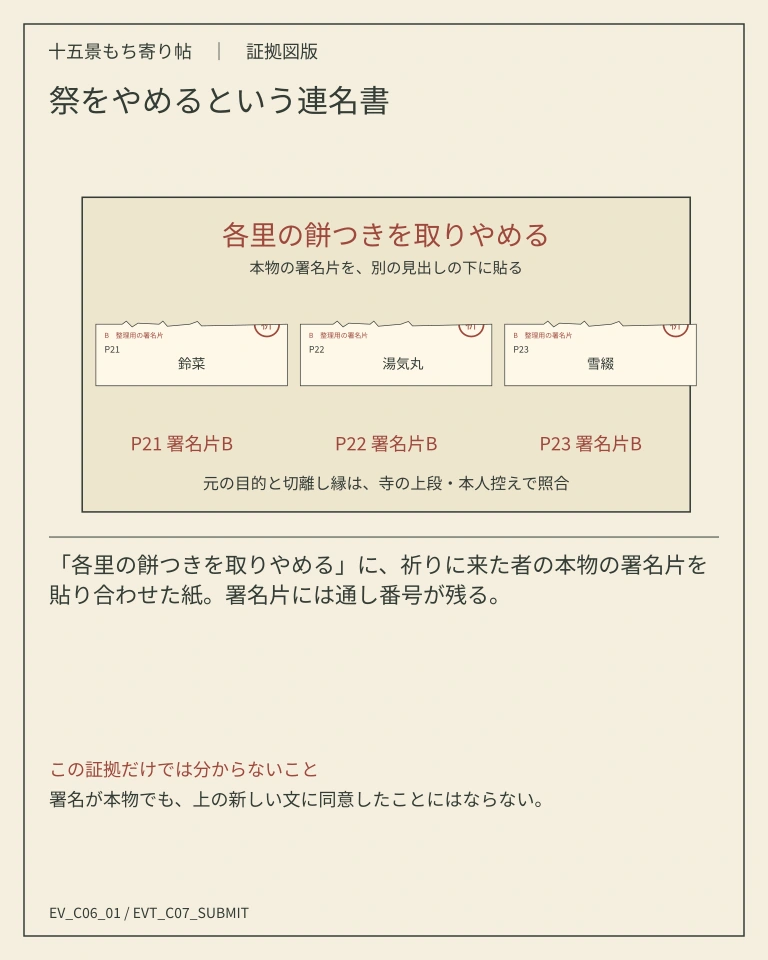 十五景もち寄り帖 ｜ 証拠図版
祭をやめるという連名書
各里の餅つきを取りやめる
本物の署名片を、別の見出しの下に貼る
B 整理用の署名片
P21
鈴菜
B 整理用の署名片
P22
湯気丸
B 整理用の署名片
P23
雪綴
P21 署名片B
P22 署名片B
P23 署名片B
元の目的と切離し縁は、寺の上段・本人控えで照合
「各里の餅つきを取りやめる」に、祈りに来た者の本物の署名片を
貼り合わせた紙。署名片には通し番号が残る。
この証拠だけでは分からないこと
署名が本物でも、上の新しい文に同意したことにはならない。
EV_C06_01 / EVT_C07_SUBMIT